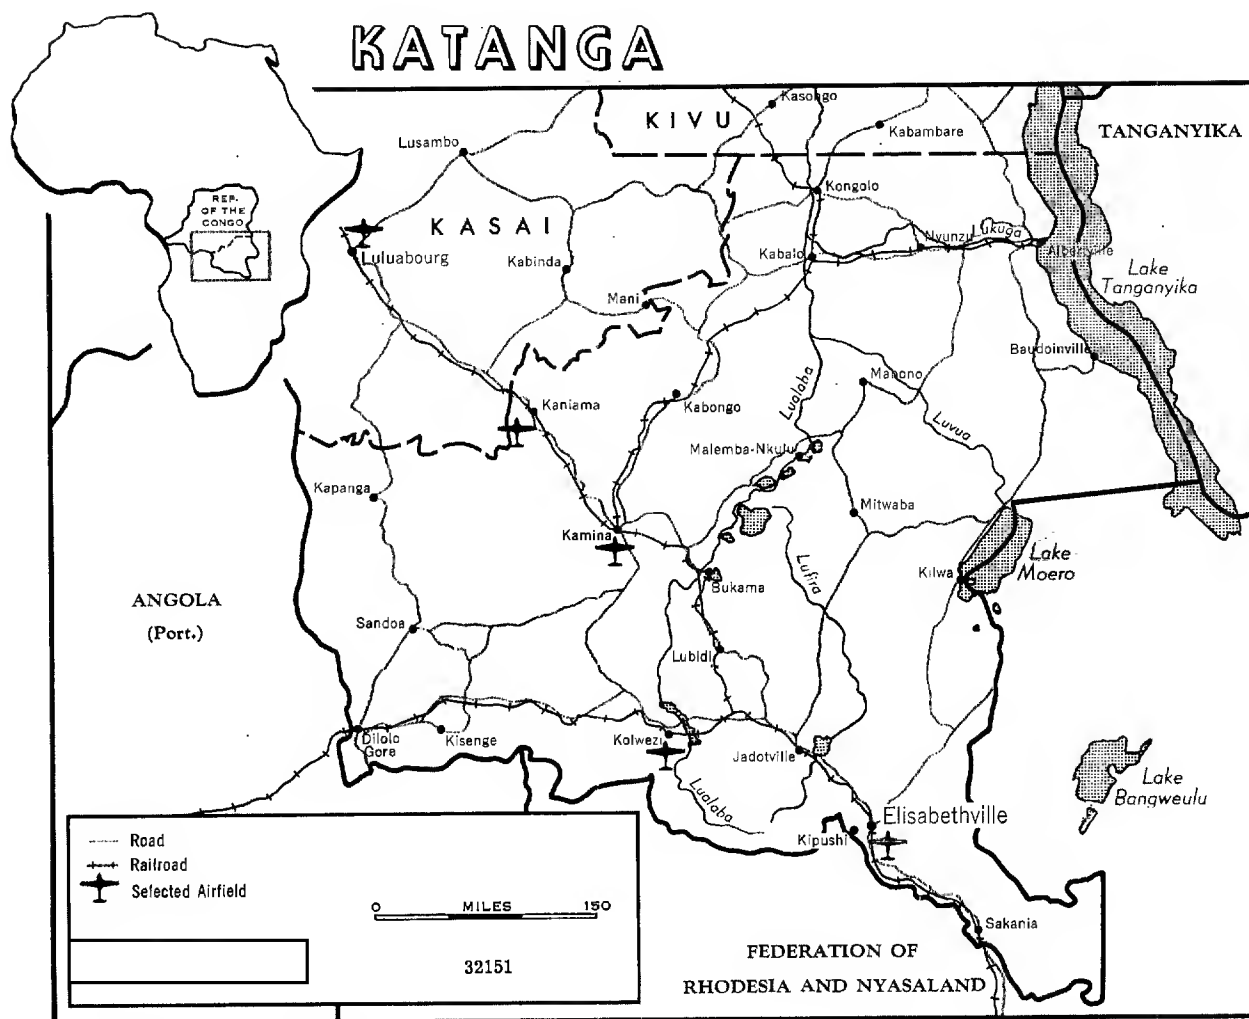 KATANGA
REP.
OF THE
CONGO
KIVU
Kasongo
Kabambare
TANGANYIKA
Lusambo
Kongolo
KASAI
Luluabourg
Kabinda
Kabalo
Nyunzu
Lukuga
Albertville
Lake
Tanganyika
Mani
Baudoinville
Lualaba
Manono
Kaniama
Kabongo
Luvua
Malemba-Nkulu
Kapanga
Mitwaba
Kamina
Lufira
Lake
Moero
Kilwa
Bukama
ANGOLA
(Port.)
Sandoa
Lubidi
Dilolo
Gare
Kisenge
Kolwezi
Jadotville
Lualaba
Lake
Bangweulu
Elisabethville
Kipushi
Road
Railroad
Selected Airfield
0 MILES 150
32151
Sakania
FEDERATION OF
RHODESIA AND NYASALAND